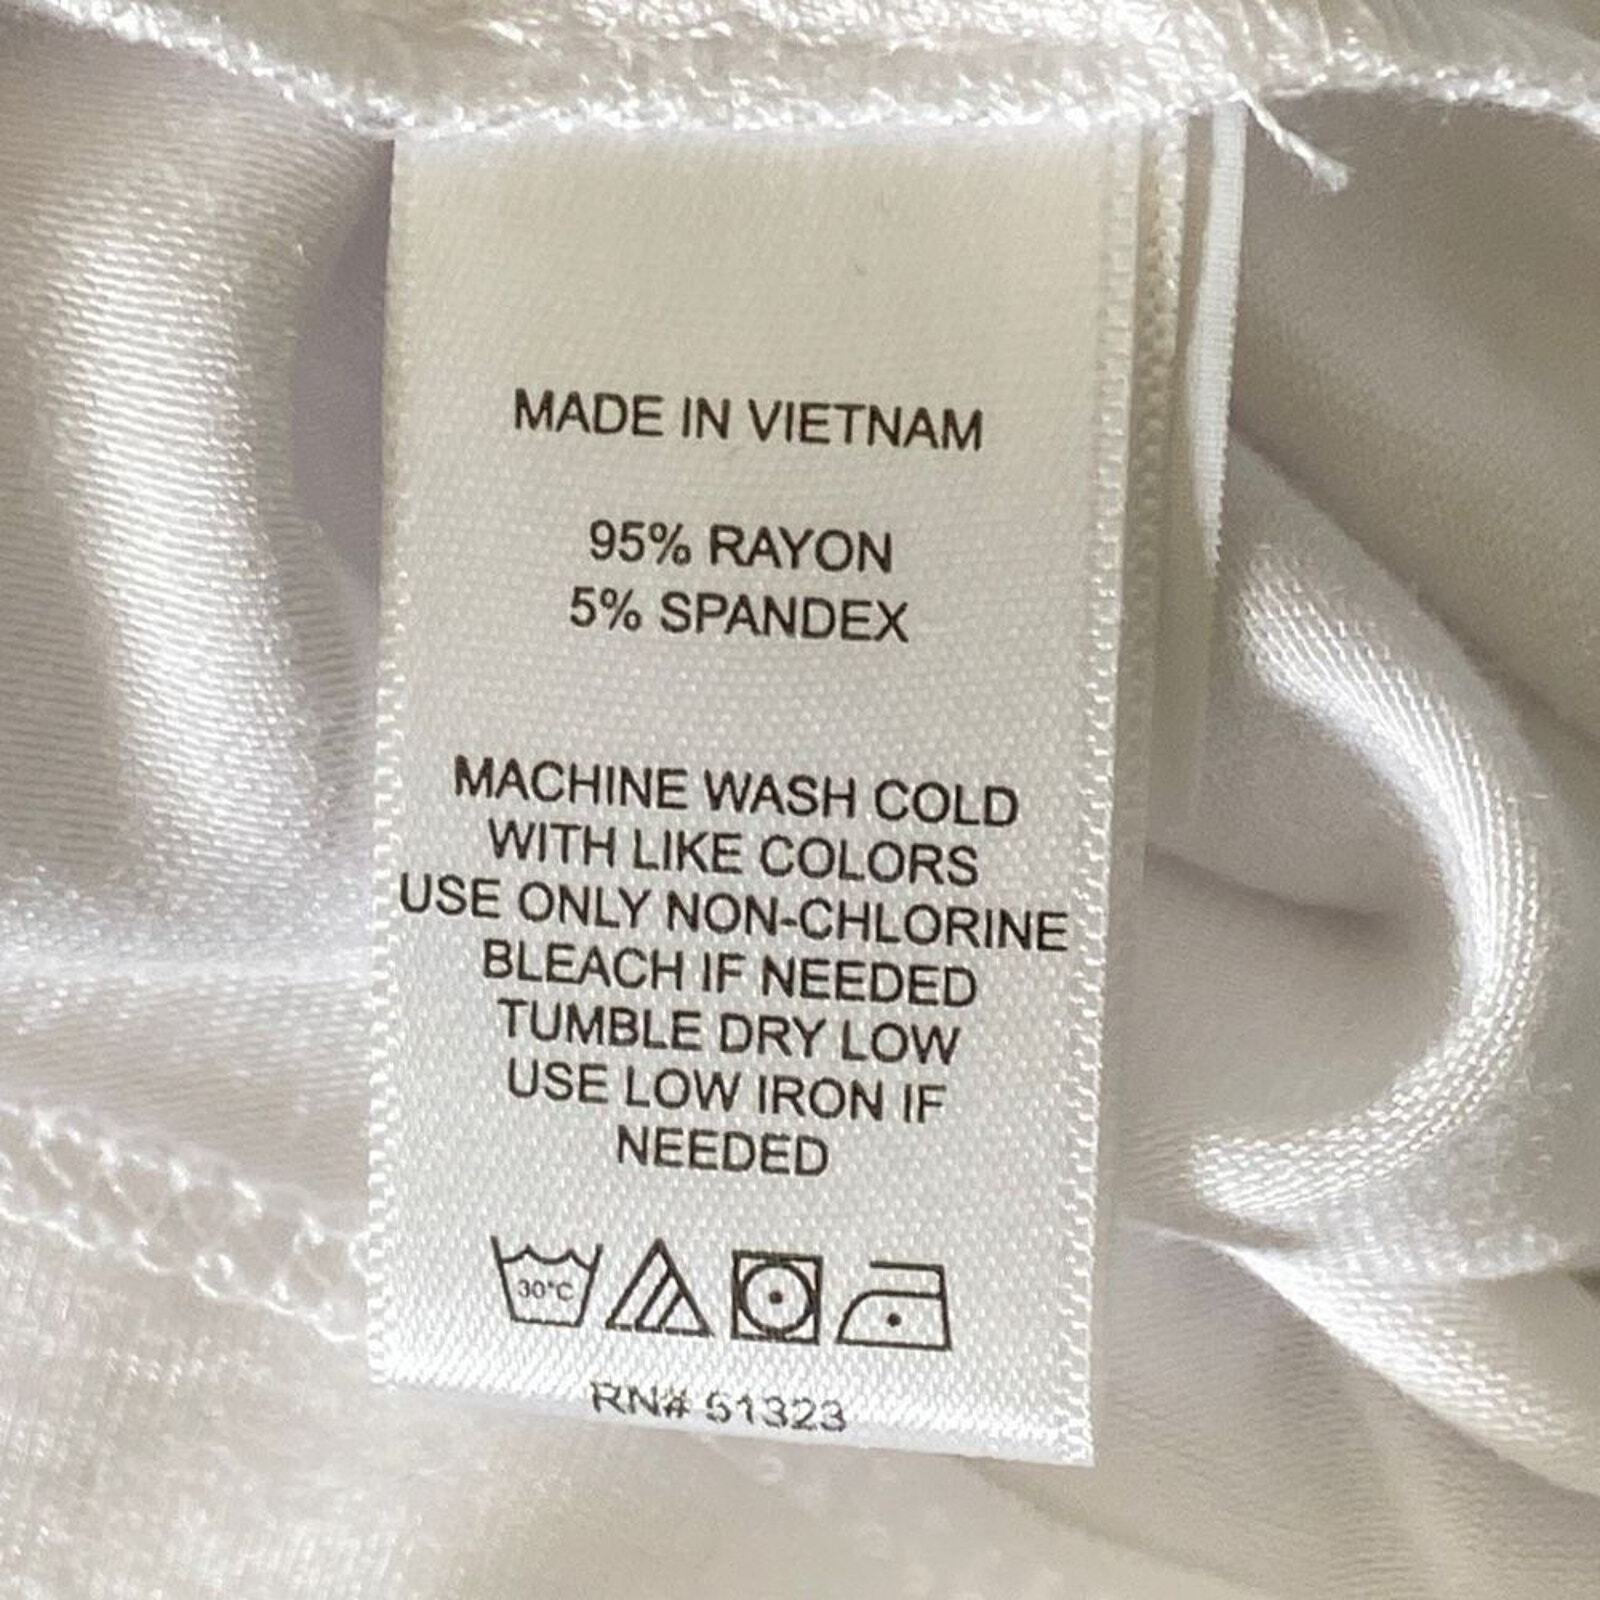 MADE IN VIETNAM
95% RAYON
5% SPANDEX
MACHINE WASH COLD
WITH LIKE COLORS
USE ONLY NON-CHLORINE
BLEACH IF NEEDED
TUMBLE DRY LOW
USE LOW IRON IF
NEEDED
30°C
RN# 51323